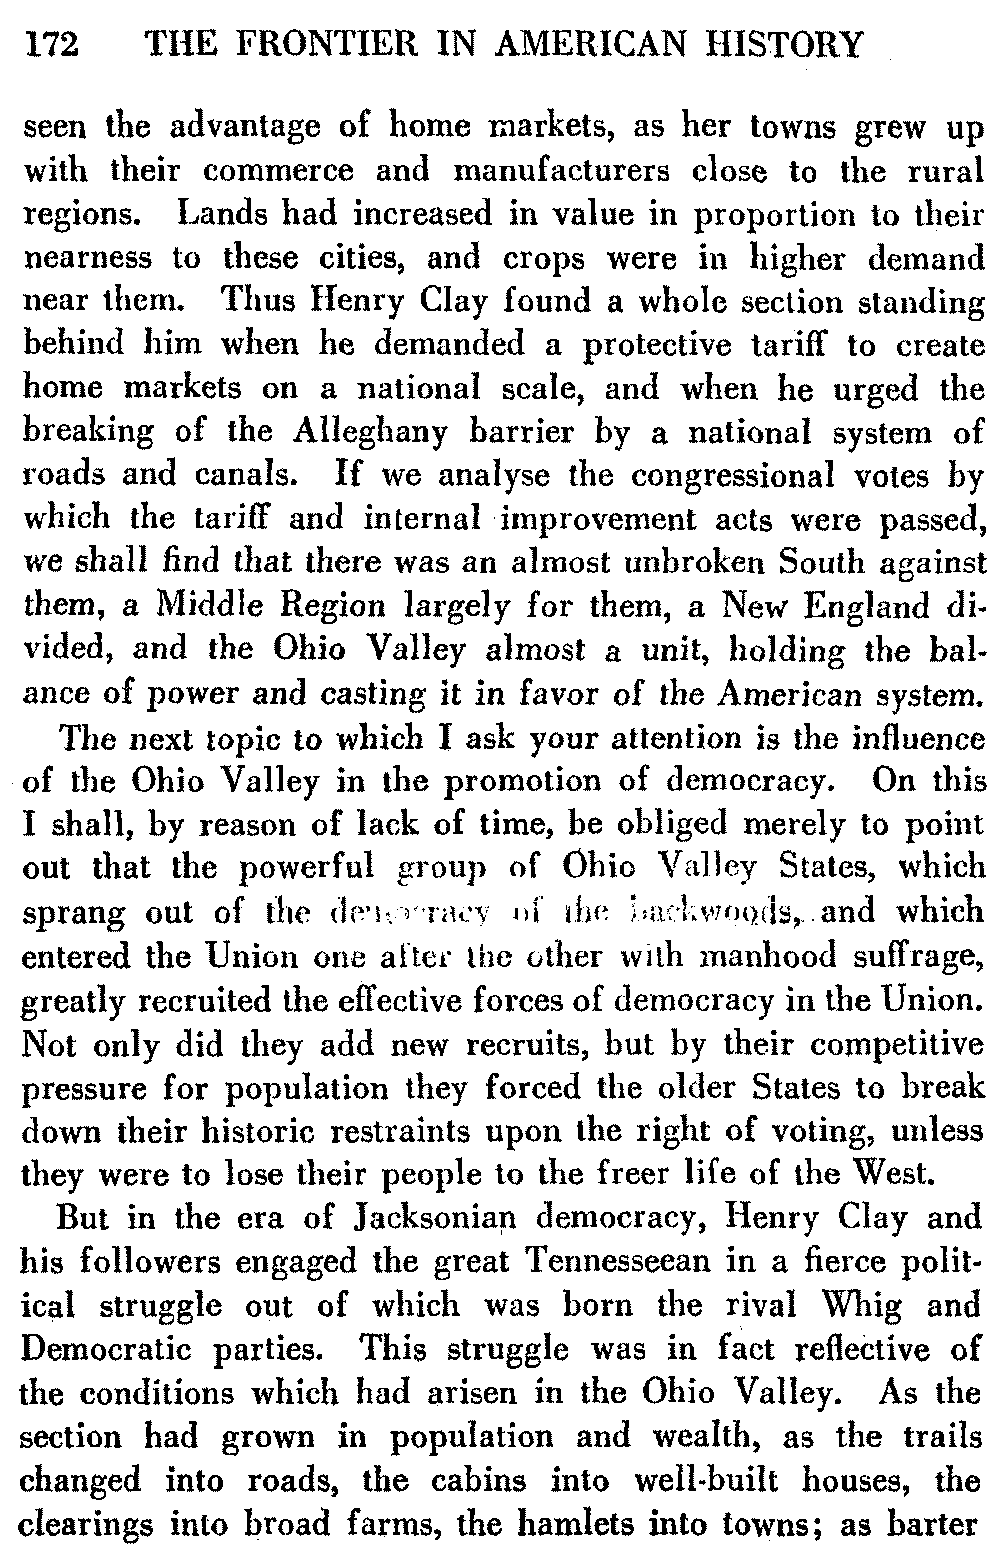 172 THE FRONTIER IN AMERICAN HISTORY
seen the advantage of home markets, as her towns grew up
with their commerce and manufacturers close to the rural
regions. Lands had increased in value in proportion to their
nearness to these cities, and crops were in higher demand
near them. Thus Henry Clay found a whole section standing
behind him when he demanded a protective tariff to create
home markets on a national scale, and when he urged the
breaking of the Alleghany barrier by a national system of
roads and canals. If we analyse the congressional votes by
which the tariff and internal improvement acts were passed,
we shall find that there was an almost unbroken South against
them, a Middle Region largely for them, a New England di-
vided, and the Ohio Valley almost a unit, holding the bal-
ance of power and casting it in favor of the American system.
The next topic to which I ask your attention is the influence
of the Ohio Valley in the promotion of democracy. On this
I shall, by reason of lack of time, be obliged merely to point
out that the powerful group of Ohio Valley States, which
sprang out of the democracy of the backwoods, and which
entered the Union one after the other with manhood suffrage,
greatly recruited the effective forces of democracy in the Union.
Not only did they add new recruits, but by their competitive
pressure for population they forced the older States to break
down their historic restraints upon the right of voting, unless
they were to lose their people to the freer life of the West.
But in the era of Jacksonian democracy, Henry Clay and
his followers engaged the great Tennesseean in a fierce polit-
ical struggle out of which was born the rival Whig and
Democratic parties. This struggle was in fact reflective of
the conditions which had arisen in the Ohio Valley. As the
section had grown in population and wealth, as the trails
changed into roads, the cabins into well-built houses, the
clearings into broad farms, the hamlets into towns; as barter